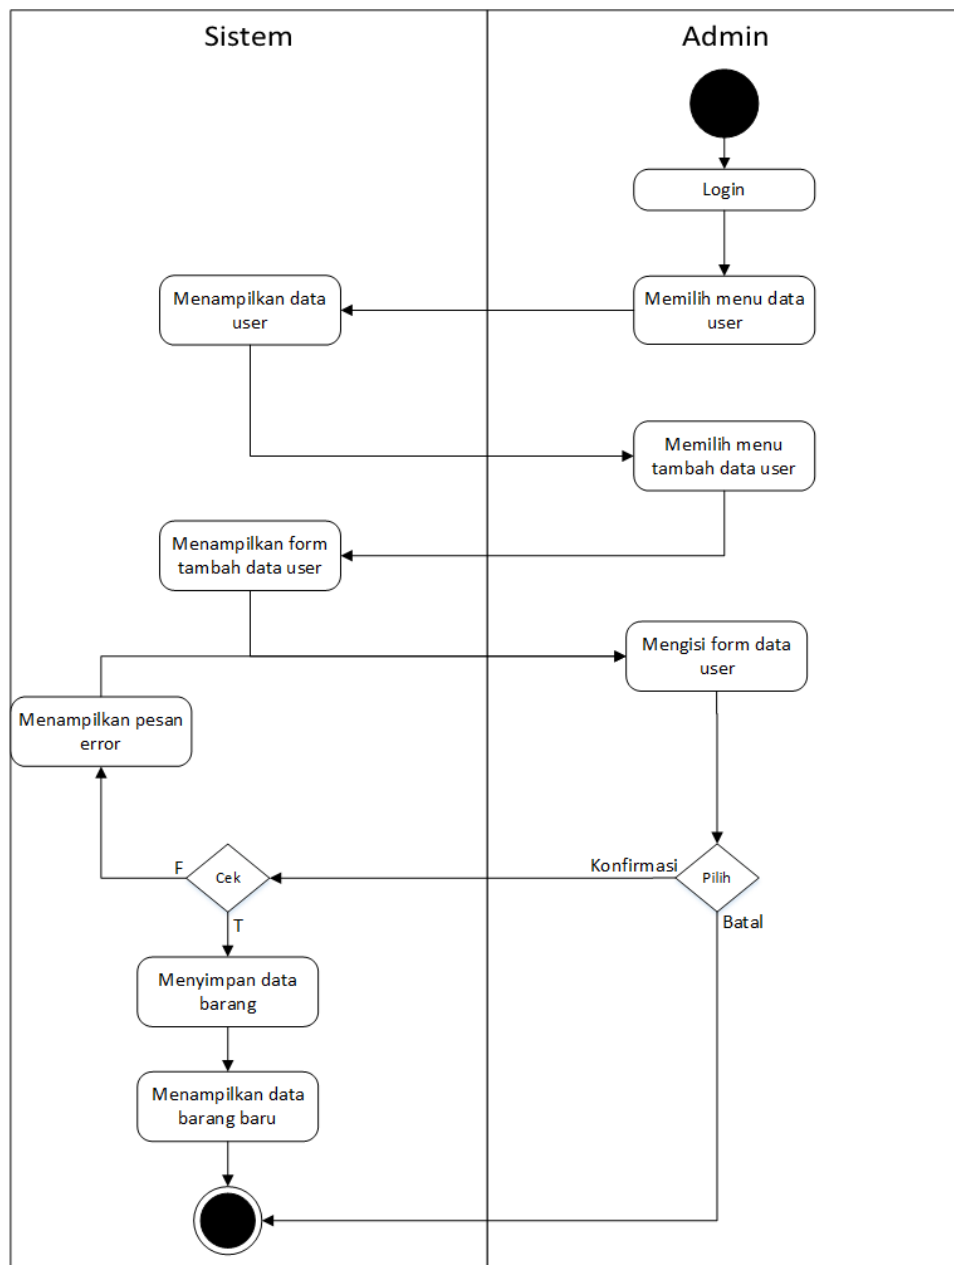 Sistem
Admin
Login
Menampilkan data
user
Memilih menu data
user
Memilih menu
tambah data user
Menampilkan form
tambah data user
Mengisi form data
user
Menampilkan pesan
error
F
Cek
Konfirmasi
Pilih
T
Batal
Menyimpan data
barang
Menampilkan data
barang baru